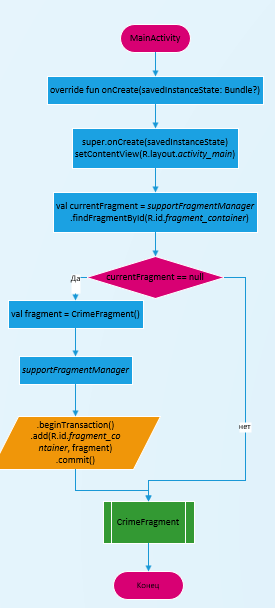 MainActivity
override fun onCreate(savedInstanceState: Bundle?)
super.onCreate(savedInstanceState)
setContentView(R.layout.activity_main)
val currentFragment = supportFragmentManager
.findFragmentById(R.id.fragment_container)
currentFragment == null
Да
val fragment = CrimeFragment()
supportFragmentManager
.beginTransaction()
.add(R.id.fragment_co
ntainer, fragment)
.commit()
нет
CrimeFragment
Конец